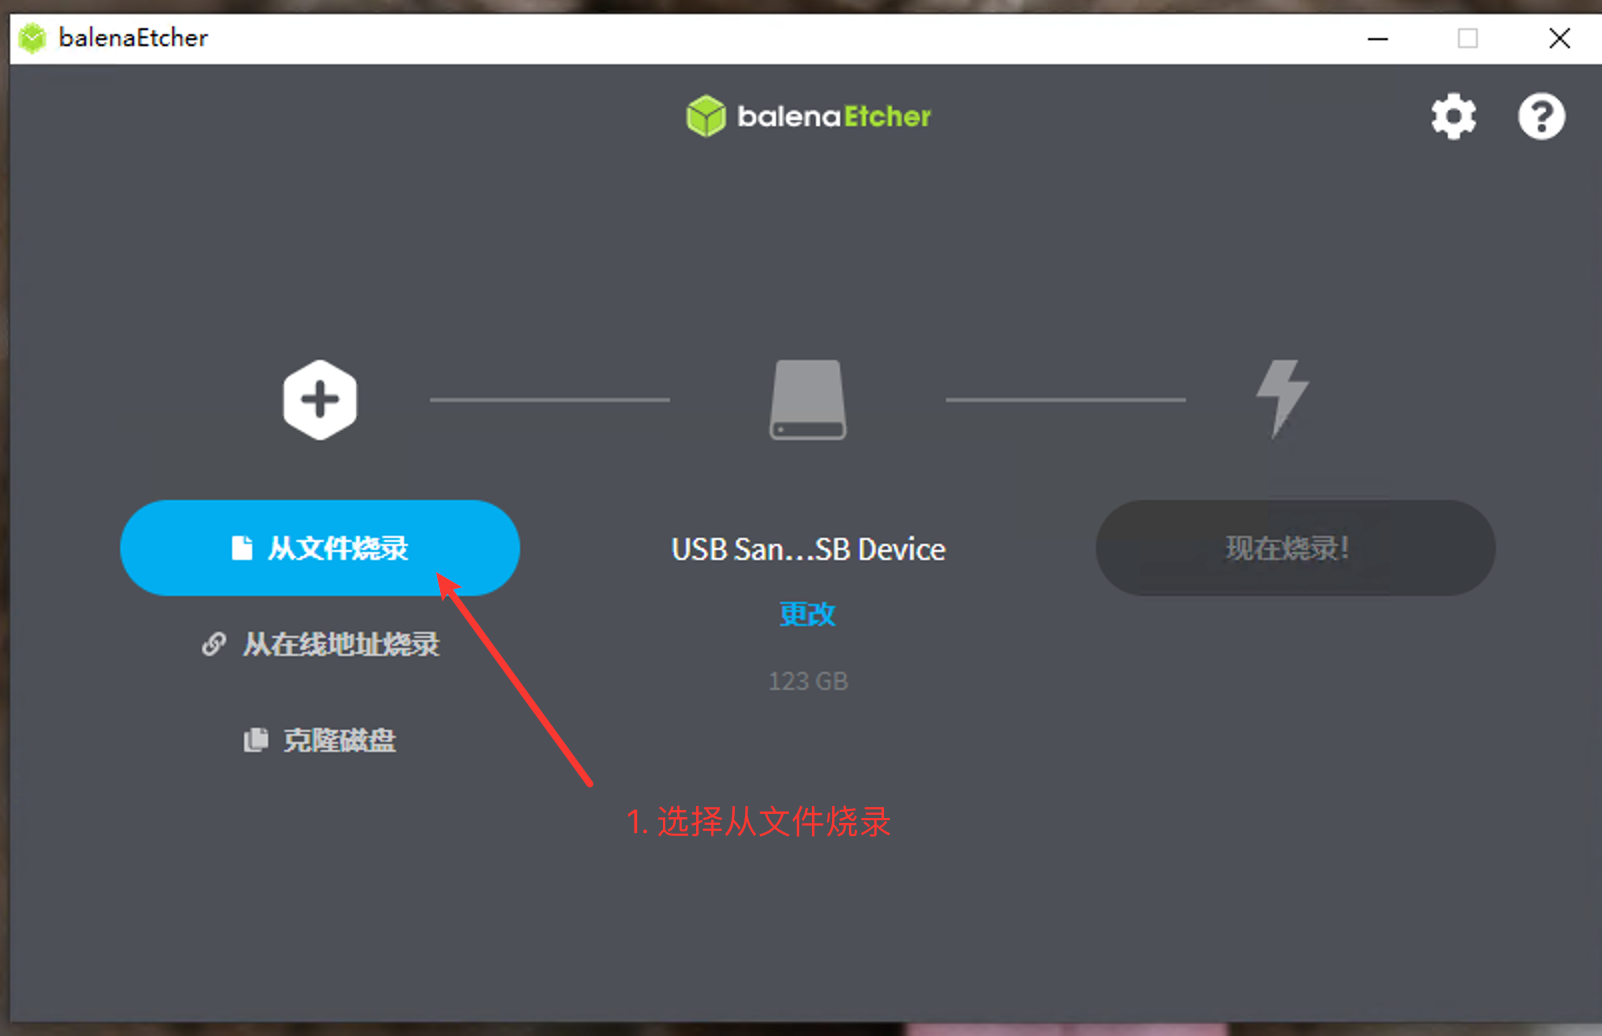 balenaEtcher
balenaEtcher
从文件烧录
USB San...SB Device
现在烧录!
更改
从在线地址烧录
123 GB
克隆磁盘
1. 选择从文件烧录